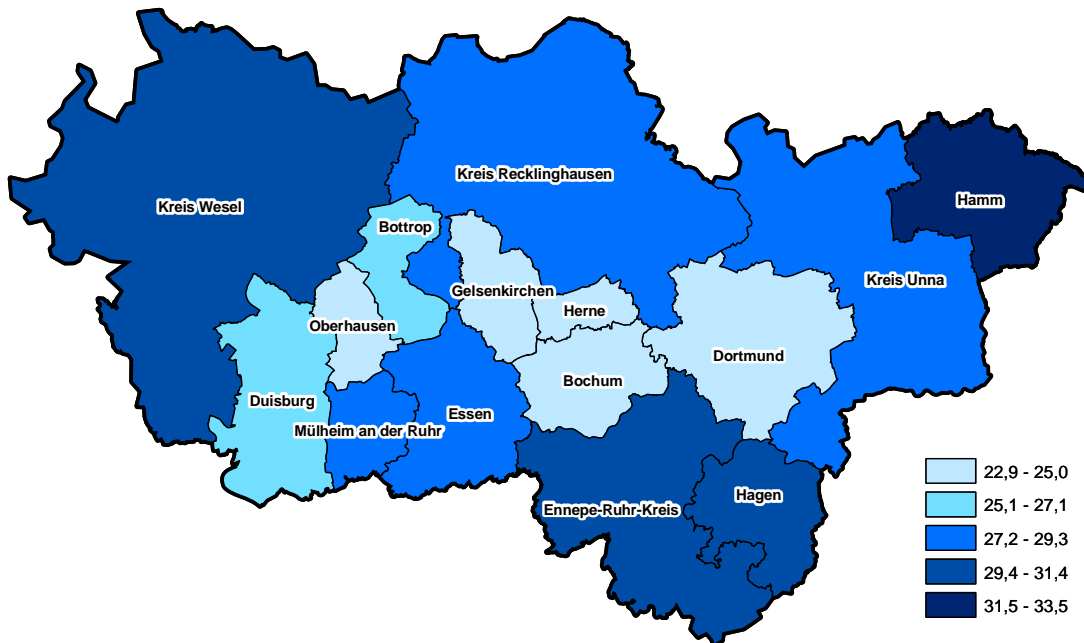 Kreis Recklinghausen
Hamm
Kreis Wesel
Bottrop
Kreis Unna
Gelsenkirchen
Herne
Oberhausen
Dortmund
Bochum
Duisburg
Essen
Mülheim an der Ruhr
Hagen
Ennepe-Ruhr-Kreis
22,9 - 25,0
25,1 - 27,1
27,2 - 29,3
29,4 - 31,4
31,5 - 33,5